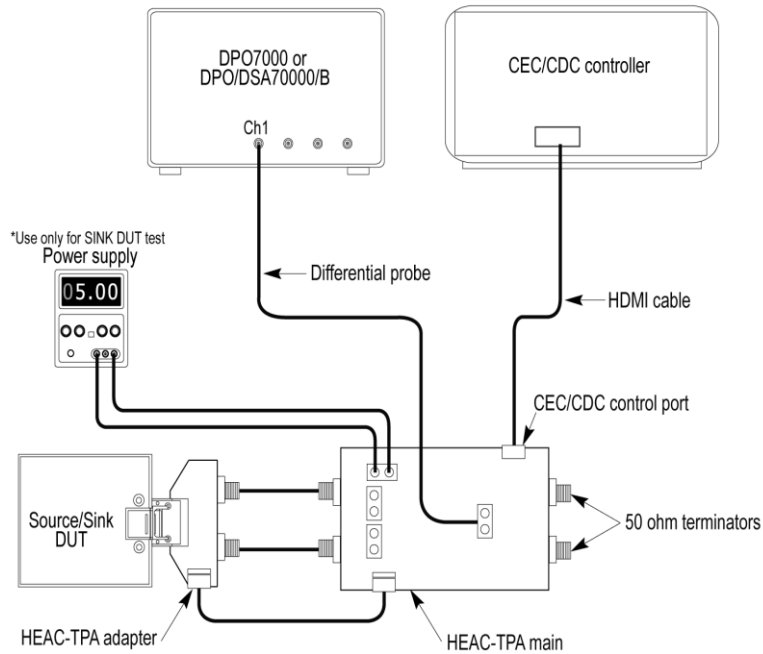 DPO7000 or
DPO/DSA70000/B
Ch1
CEC/CDC controller
*Use only for SINK DUT test
Power supply
05.00
Differential probe
HDMI cable
CEC/CDC control port
Source/Sink
DUT
50 ohm terminators
HEAC-TPA adapter
HEAC-TPA main